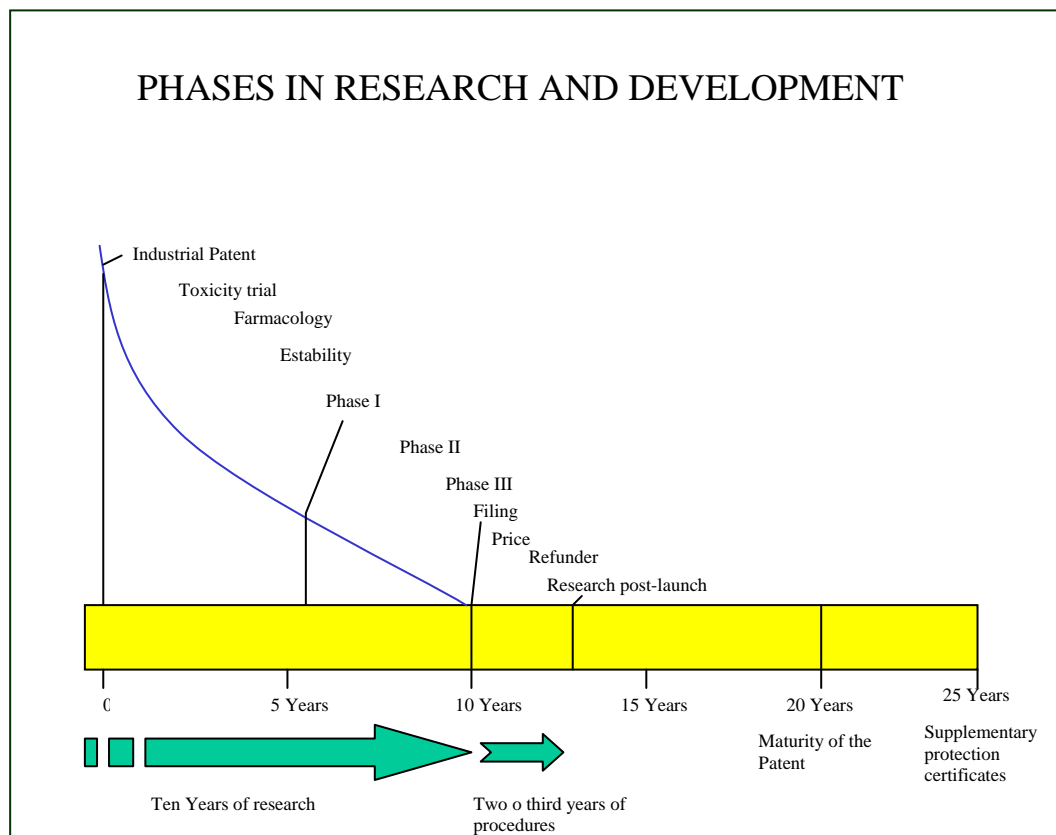 PHASES IN RESEARCH AND DEVELOPMENT
Industrial Patent
Toxicity trial
Farmacology
Estability
Phase I
Phase II
Phase III
Filing
Price
Refunder
Research post-launch
0
5 Years
10 Years
15 Years
20 Years
25 Years
Maturity of the
Patent
Supplementary
protection
certificates
Ten Years of research
Two o third years of
procedures